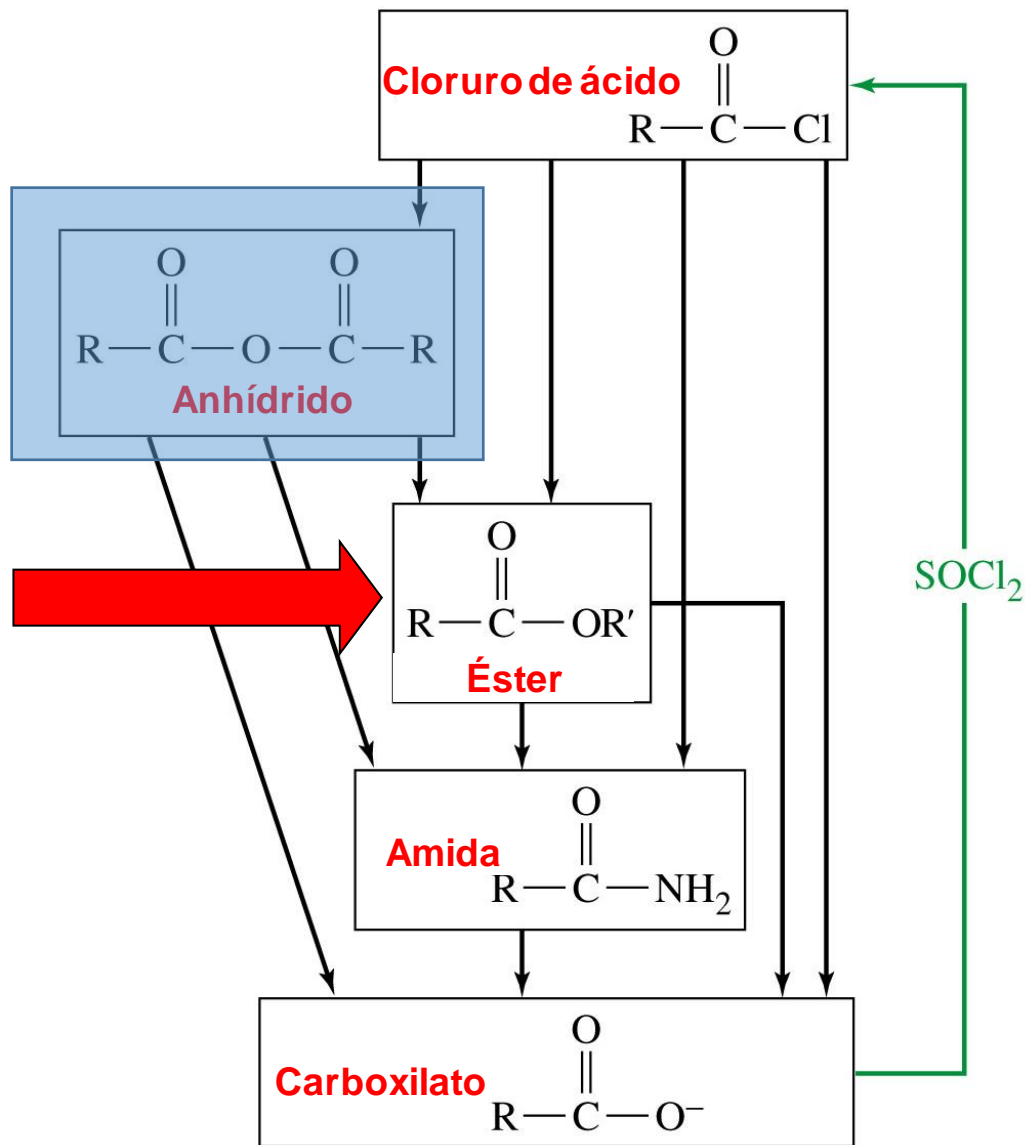 O
Cloruro de ácido
R—C—Cl
O O
R—C—O—C—R
Anhídrido
O
R—C—OR′
Éster
SOCl₂
O
Amida
R—C—NH₂
O
Carboxilato
R—C—O⁻